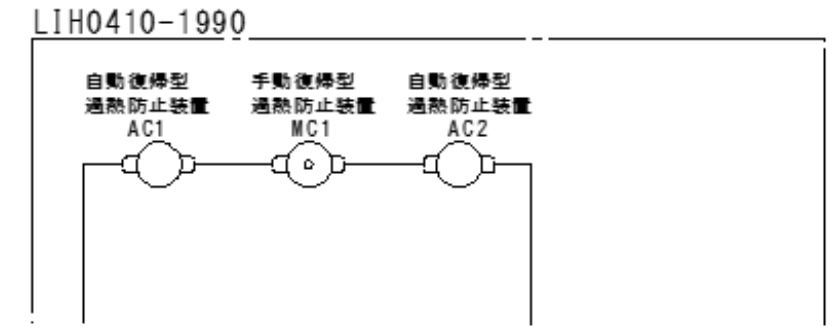 LIH0410-1990
自動復帰型
過熱防止装置
AC1
手動復帰型
過熱防止装置
MC1
自動復帰型
過熱防止装置
AC2